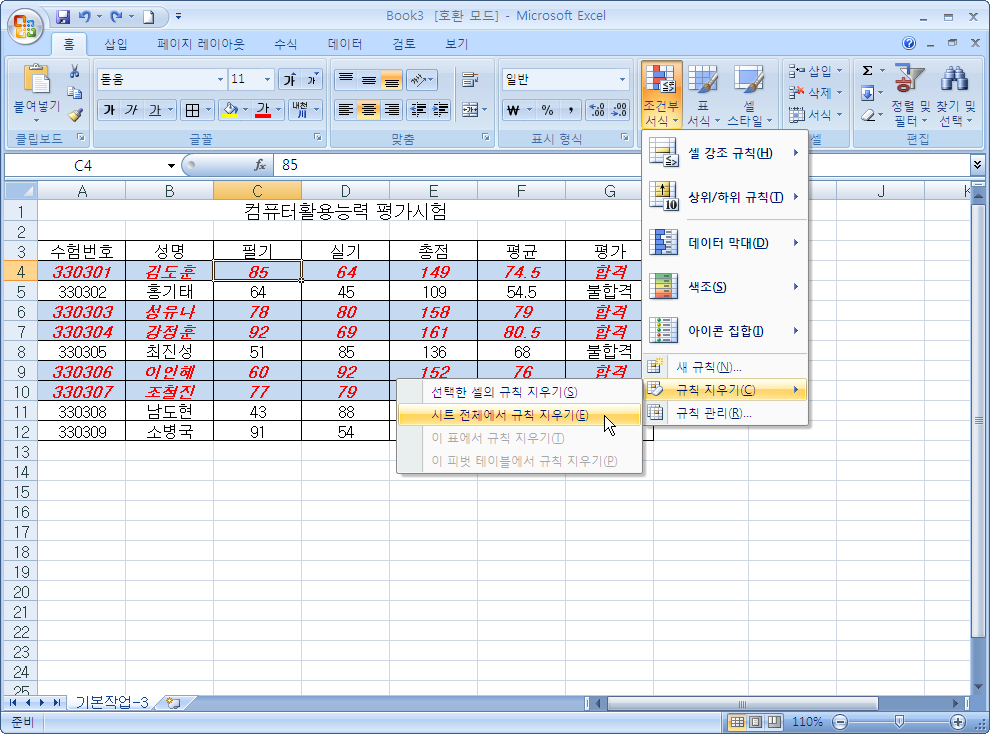 Book3 [호환 모드] - Microsoft Excel
홈 삽입 페이지 레이아웃 수식 데이터 검토 보기
붙여넣기
클립보드
돋움 11 가 가
가 가 가 가 내천
글꼴
맞춤
일반
₩ % ,
표시 형식
조건부 서식
표 서식
셀 스타일
삽입
삭제
서식
셀
Σ
정렬 및 필터
찾기 및 선택
편집
C4 fx 85
A B C D E F G J K
1 컴퓨터활용능력 평가시험
2
3 수험번호 성명 필기 실기 총점 평균 평가
4 330301 김도훈 85 64 149 74.5 합격
5 330302 홍기태 64 45 109 54.5 불합격
6 330303 성유나 78 80 158 79 합격
7 330304 강정훈 92 69 161 80.5 합격
8 330305 최진성 51 85 136 68 불합격
9 330306 이인혜 60 92 152 76 합격
10 330307 조철진 77 79
11 330308 남도현 43 88
12 330309 소병국 91 54
13
14
15
16
17
18
19
20
21
22
23
24
25
셀 강조 규칙(H)
상위/하위 규칙(T)
데이터 막대(D)
색조(S)
아이콘 집합(I)
새 규칙(N)...
규칙 지우기(C)
규칙 관리(R)...
선택한 셀의 규칙 지우기(S)
시트 전체에서 규칙 지우기(E)
이 표에서 규칙 지우기(T)
이 피벗 테이블에서 규칙 지우기(P)
기본작업-3
준비 110%